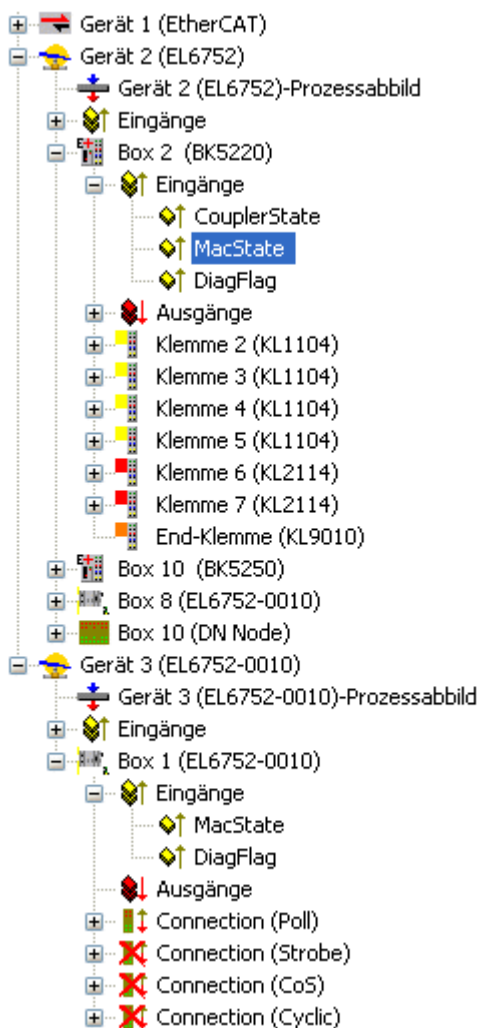 Gerät 1 (EtherCAT)
Gerät 2 (EL6752)
Gerät 2 (EL6752)-Prozessabbild
Eingänge
Box 2 (BK5220)
Eingänge
CouplerState
MacState
DiagFlag
Ausgänge
Klemme 2 (KL1104)
Klemme 3 (KL1104)
Klemme 4 (KL1104)
Klemme 5 (KL1104)
Klemme 6 (KL2114)
Klemme 7 (KL2114)
End-Klemme (KL9010)
Box 10 (BK5250)
Box 8 (EL6752-0010)
Box 10 (DN Node)
Gerät 3 (EL6752-0010)
Gerät 3 (EL6752-0010)-Prozessabbild
Eingänge
Box 1 (EL6752-0010)
Eingänge
MacState
DiagFlag
Ausgänge
Connection (Poll)
Connection (Strobe)
Connection (CoS)
Connection (Cyclic)